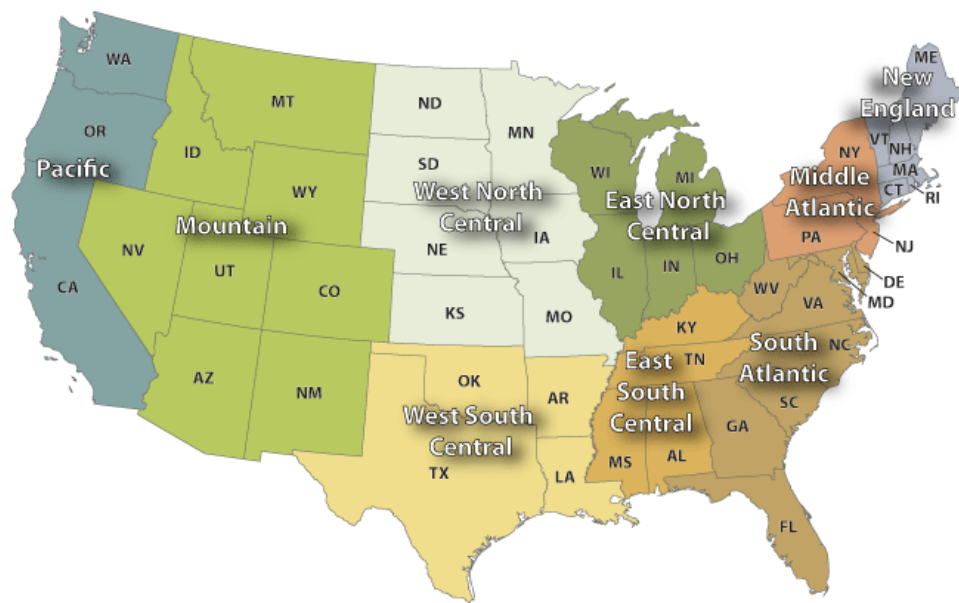 WA
ME
New
England
MT
ND
MN
OR
VT
NH
NY
ID
SD
WI
MI
MA
Pacific
Middle
Atlantic
CT
RI
WY
West North
Central
East North
Central
Mountain
NV
NE
IA
PA
NJ
UT
IL
IN
OH
DE
CA
CO
WV
VA
MD
KS
MO
KY
South
Atlantic
NC
TN
East
South
Central
AZ
NM
OK
AR
SC
West South
Central
GA
TX
LA
MS
AL
FL